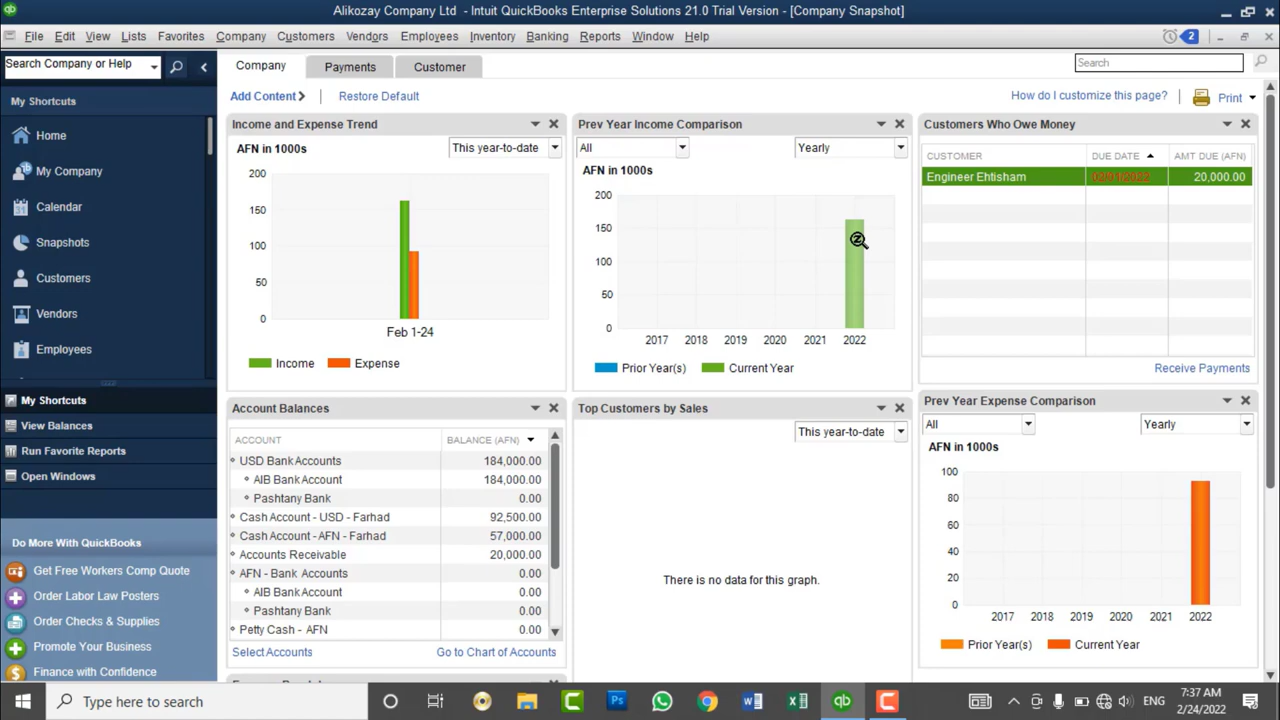 Alikozay Company Ltd - Intuit QuickBooks Enterprise Solutions 21.0 Trial Version - [Company Snapshot]
File Edit View Lists Favorites Company Customers Vendors Employees Inventory Banking Reports Window Help 2
Search Company or Help
My Shortcuts
Home
My Company
Calendar
Snapshots
Customers
Vendors
Employees
My Shortcuts
View Balances
Run Favorite Reports
Open Windows
Do More With QuickBooks
Get Free Workers Comp Quote
Order Labor Law Posters
Order Checks & Supplies
Promote Your Business
Finance with Confidence
Company Payments Customer Search
Add Content Restore Default How do I customize this page? Print
Income and Expense Trend
AFN in 1000s This year-to-date
200
150
100
50
0
Feb 1-24
Income Expense
Prev Year Income Comparison
All Yearly
AFN in 1000s
200
150
100
50
0
2017 2018 2019 2020 2021 2022
Prior Year(s) Current Year
Customers Who Owe Money
CUSTOMER DUE DATE AMT DUE (AFN)
Engineer Ehtisham 20,000.00
Receive Payments
Account Balances
ACCOUNT BALANCE (AFN)
USD Bank Accounts 184,000.00
AIB Bank Account 184,000.00
Pashtany Bank 0.00
Cash Account - USD - Farhad 92,500.00
Cash Account - AFN - Farhad 57,000.00
Accounts Receivable 20,000.00
AFN - Bank Accounts 0.00
AIB Bank Account 0.00
Pashtany Bank 0.00
Petty Cash - AFN 0.00
Select Accounts Go to Chart of Accounts
Top Customers by Sales
This year-to-date
There is no data for this graph.
Prev Year Expense Comparison
All Yearly
AFN in 1000s
100
80
60
40
20
0
2017 2018 2019 2020 2021 2022
Prior Year(s) Current Year
Type here to search
ENG
7:37 AM
2/24/2022